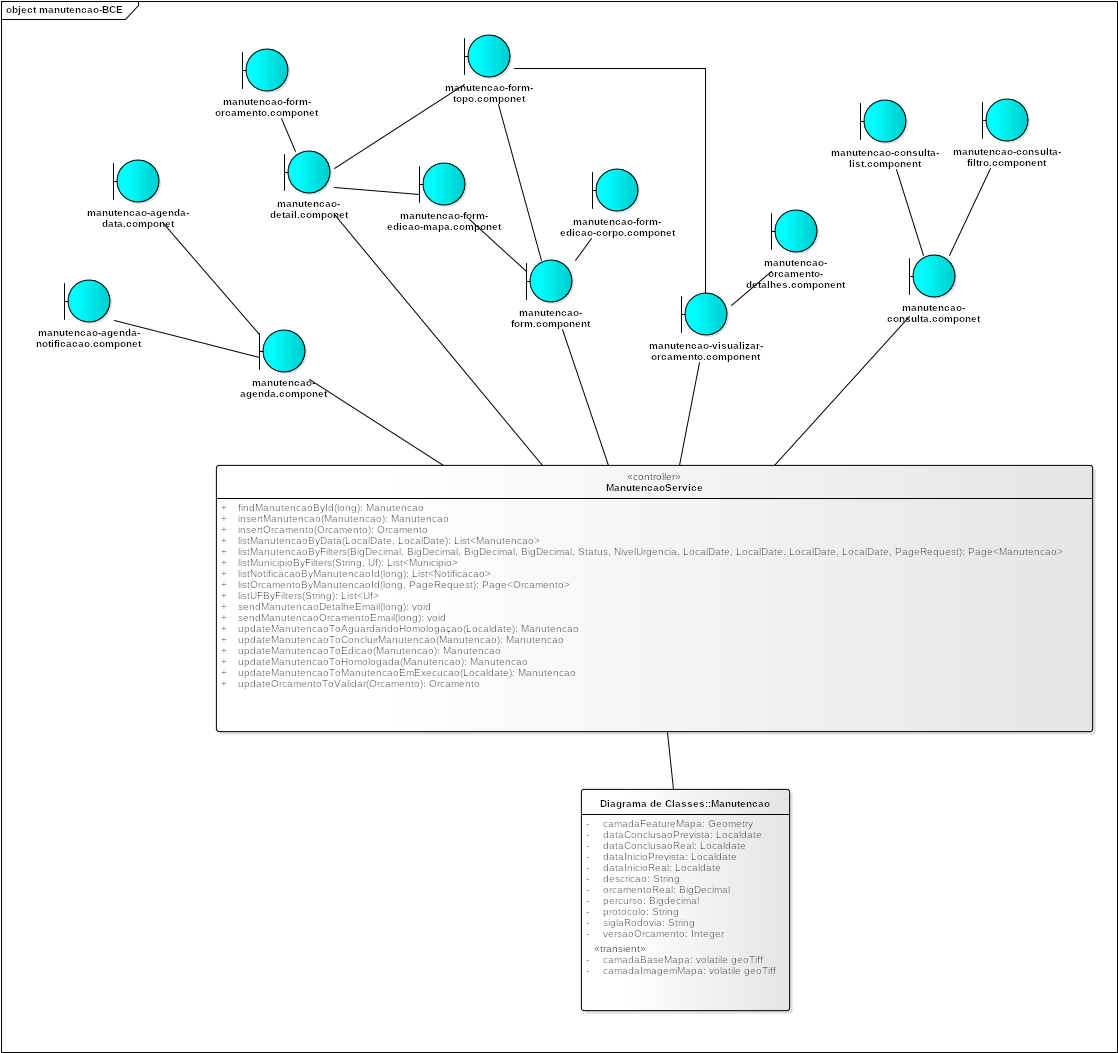 object manutencao-BCE
manutencao-form-
orcamento.componet
manutencao-form-
topo.componet
manutencao-consulta-
list.component
manutencao-consulta-
filtro.component
manutencao-agenda-
data.componet
manutencao-
detail.componet
manutencao-form-
edicao-mapa.componet
manutencao-form-
edicao-corpo.componet
manutencao-
orcamento-
detalhes.component
manutencao-
form.component
manutencao-
consulta.componet
manutencao-agenda-
notificacao.componet
manutencao-visualizar-
orcamento.component
manutencao-
agenda.componet
«controller»
ManutencaoService
+ findManutencaoById(long): Manutencao
+ insertManutencao(Manutencao): Manutencao
+ insertOrcamento(Orcamento): Orcamento
+ listManutencaoByData(LocalDate, LocalDate): List<Manutencao>
+ listManutencaoByFilters(BigDecimal, BigDecimal, BigDecimal, BigDecimal, Status, NivelUrgencia, LocalDate, LocalDate, LocalDate, LocalDate, PageRequest): Page<Manutencao>
+ listMunicipioByFilters(String, Uf): List<Municipio>
+ listNotificacaoByManutencaoId(long): List<Notificacao>
+ listOrcamentoByManutencaoId(long, PageRequest): Page<Orcamento>
+ listUFByFilters(String): List<Uf>
+ sendManutencaoDetalheEmail(long): void
+ sendManutencaoOrcamentoEmail(long): void
+ updateManutencaoToAguardandoHomologaçao(Localdate): Manutencao
+ updateManutencaoToConcluirManutencao(Manutencao): Manutencao
+ updateManutencaoToEdicao(Manutencao): Manutencao
+ updateManutencaoToHomologada(Manutencao): Manutencao
+ updateManutencaoToManutencaoEmExecucao(Localdate): Manutencao
+ updateOrcamentoToValidar(Orcamento): Orcamento
Diagrama de Classes::Manutencao
- camadaFeatureMapa: Geometry
- dataConclusaoPrevista: Localdate
- dataConclusaoReal: Localdate
- dataInicioPrevista: Localdate
- dataInicioReal: Localdate
- descricao: String
- orcamentoReal: BigDecimal
- percurso: Bigdecimal
- protocolo: String
- siglaRodovia: String
- versaoOrcamento: Integer
«transient»
- camadaBaseMapa: volatile geoTiff
- camadaImagemMapa: volatile geoTiff